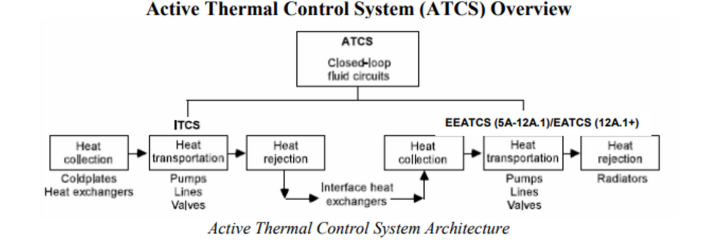 Active Thermal Control System (ATCS) Overview
ATCS
Closed-loop
fluid circuits
ITCS
EEATCS (5A-12A.1)/EATCS (12A.1+)
Heat
collection
Heat
transportation
Heat
rejection
Heat
collection
Heat
transportation
Heat
rejection
Coldplates
Heat exchangers
Pumps
Lines
Valves
Interface heat
exchangers
Pumps
Lines
Valves
Radiators
Active Thermal Control System Architecture